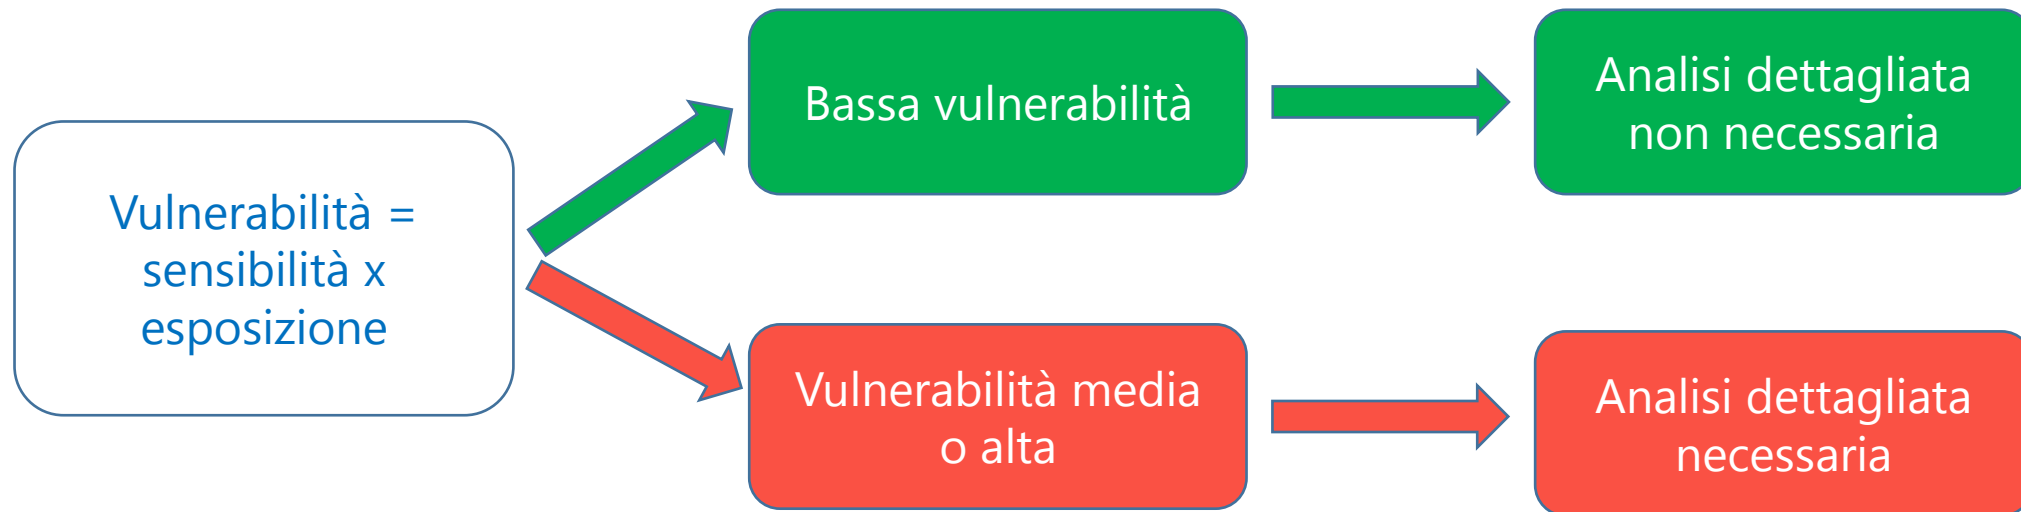 Vulnerabilità =
sensibilità x
esposizione
Bassa vulnerabilità
Analisi dettagliata
non necessaria
Vulnerabilità media
o alta
Analisi dettagliata
necessaria